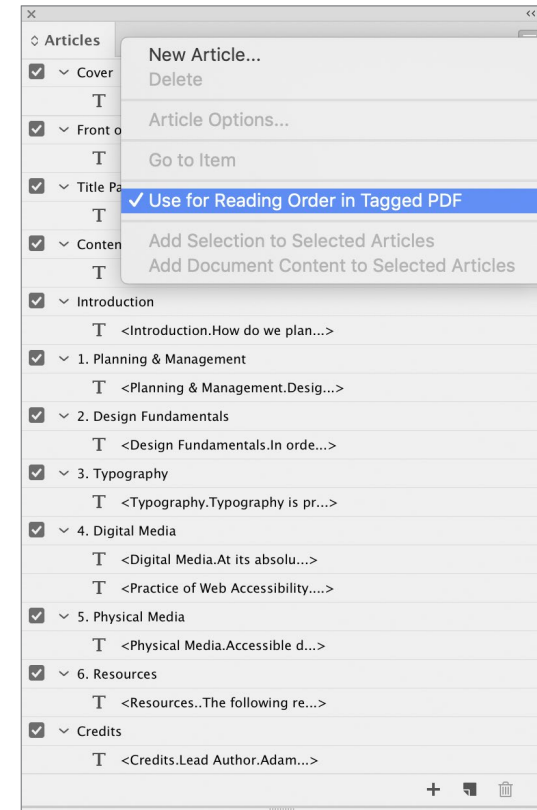 Articles
New Article...
Delete
Article Options...
Go to Item
Use for Reading Order in Tagged PDF
Add Selection to Selected Articles
Add Document Content to Selected Articles
Cover
T
Front o
T
Title Pa
T
Conten
T
Introduction
T <Introduction.How do we plan...>
1. Planning & Management
T <Planning & Management.Desig...>
2. Design Fundamentals
T <Design Fundamentals.In orde...>
3. Typography
T <Typography.Typography is pr...>
4. Digital Media
T <Digital Media.At its absolu...>
T <Practice of Web Accessibility....>
5. Physical Media
T <Physical Media.Accessible d...>
6. Resources
T <Resources..The following re...>
Credits
T <Credits.Lead Author.Adam...>